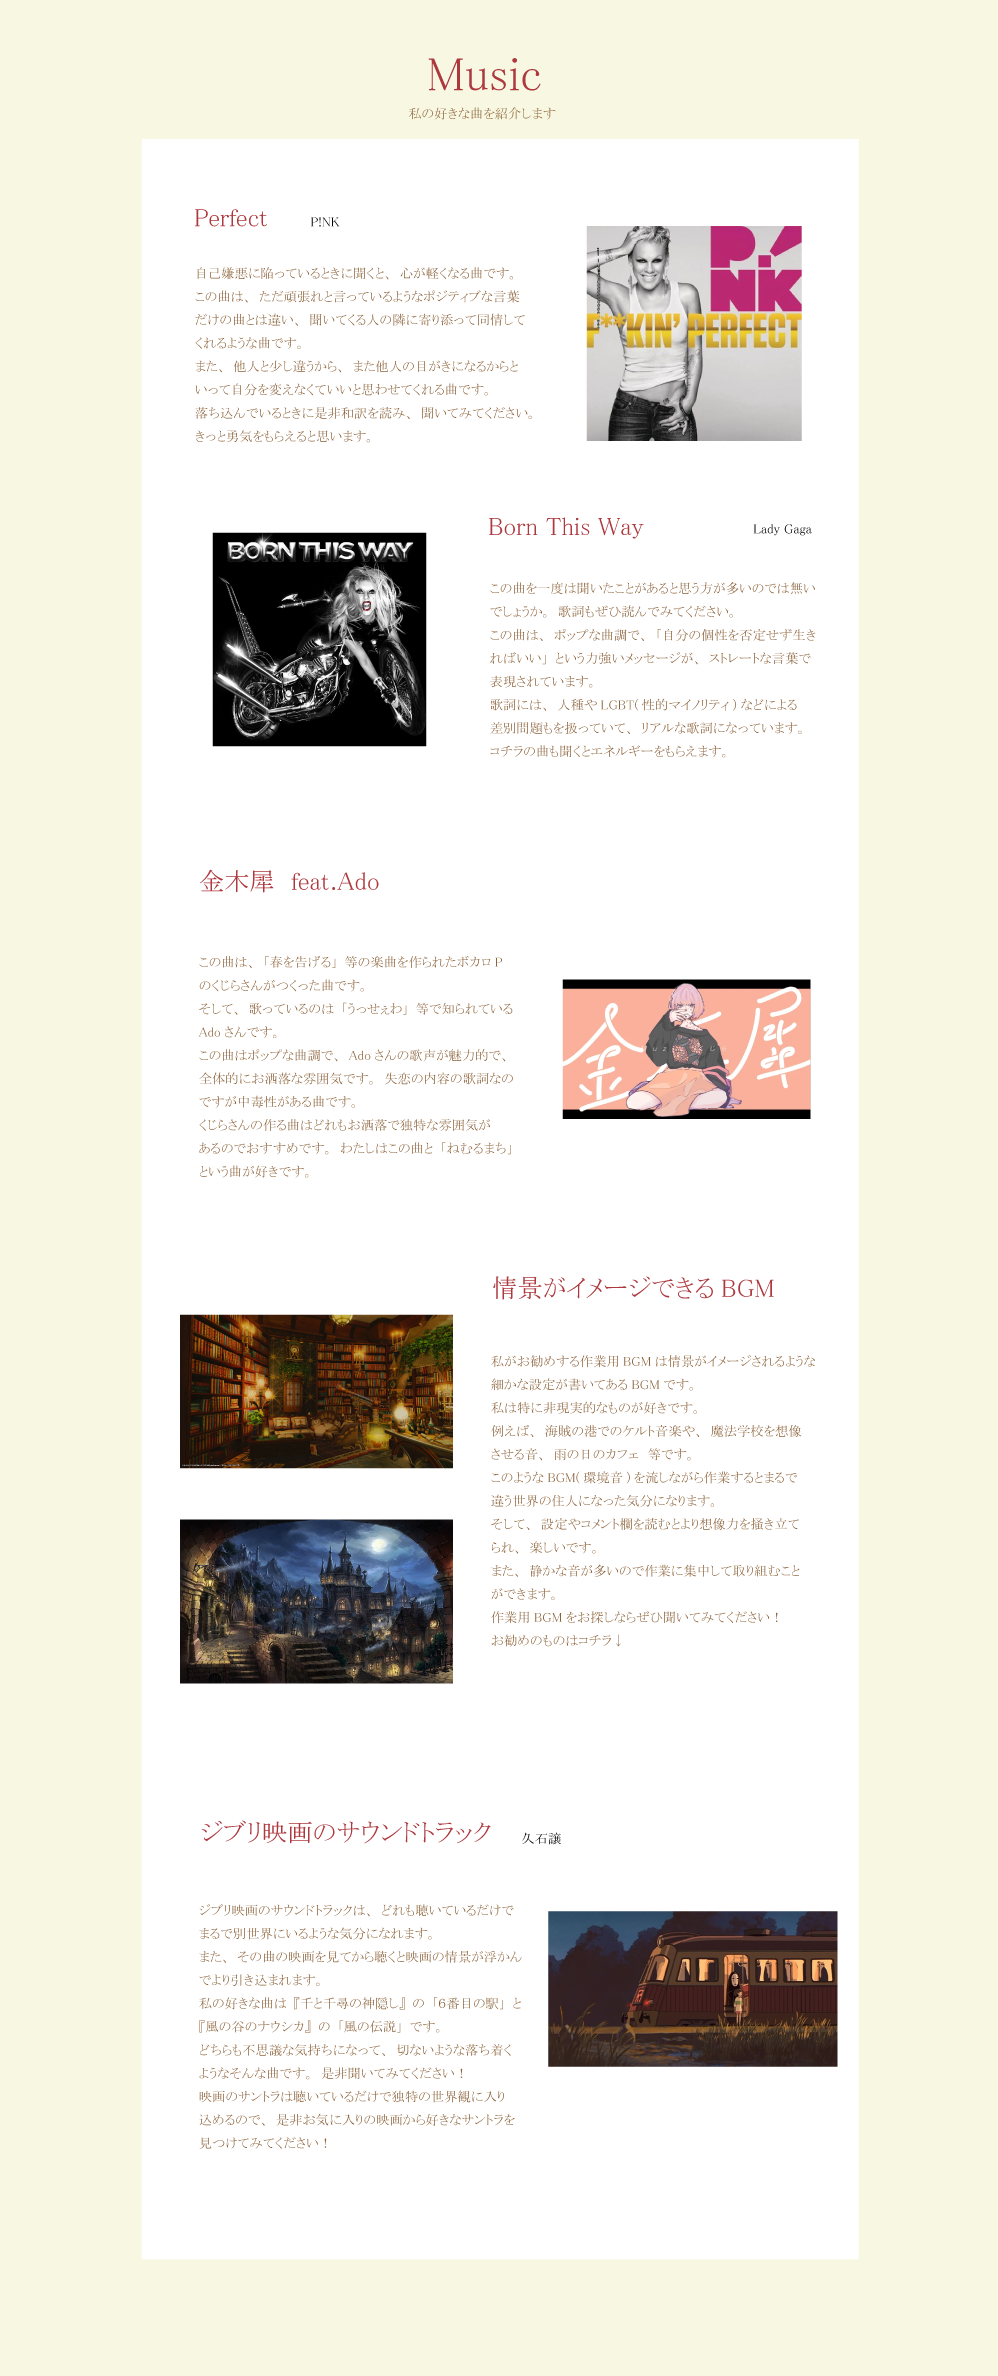 Music
私の好きな曲を紹介します
Perfect P!NK
自己嫌悪に陥っているときに聞くと、心が軽くなる曲です。
この曲は、ただ頑張れと言っているようなポジティブな言葉
だけの曲とは違い、聞いてくる人の隣に寄り添って同情して
くれるような曲です。
また、他人と少し違うから、また他人の目がきになるからと
いって自分を変えなくていいと思わせてくれる曲です。
落ち込んでいるときに是非和訳を読み、聞いてみてください。
きっと勇気をもらえると思います。
P!NK
F**KIN' PERFECT
BORN THIS WAY
Born This Way Lady Gaga
この曲を一度は聞いたことがあると思う方が多いのでは無い
でしょうか。歌詞もぜひ読んでみてください。
この曲は、ポップな曲調で、「自分の個性を否定せず生き
ればいい」という力強いメッセージが、ストレートな言葉で
表現されています。
歌詞には、人種や LGBT( 性的マイノリティ ) などによる
差別問題もを扱っていて、リアルな歌詞になっています。
コチラの曲も聞くとエネルギーをもらえます。
金木犀 feat.Ado
この曲は、「春を告げる」等の楽曲を作られたボカロ P
のくじらさんがつくった曲です。
そして、歌っているのは「うっせぇわ」等で知られている
Ado さんです。
この曲はポップな曲調で、Ado さんの歌声が魅力的で、
全体的にお洒落な雰囲気です。失恋の内容の歌詞なの
ですが中毒性がある曲です。
くじらさんの作る曲はどれもお洒落で独特な雰囲気が
あるのでおすすめです。わたしはこの曲と「ねむるまち」
という曲が好きです。
金木犀
情景がイメージできる BGM
私がお勧めする作業用 BGM は情景がイメージされるような
細かな設定が書いてある BGM です。
私は特に非現実的なものが好きです。
例えば、海賊の港でのケルト音楽や、魔法学校を想像
させる音、雨の日のカフェ 等です。
このような BGM( 環境音 ) を流しながら作業するとまるで
違う世界の住人になった気分になります。
そして、設定やコメント欄を読むとより想像力を掻き立て
られ、楽しいです。
また、静かな音が多いので作業に集中して取り組むこと
ができます。
作業用 BGM をお探しならぜひ聞いてみてください！
お勧めのものはコチラ↓
ジブリ映画のサウンドトラック 久石譲
ジブリ映画のサウンドトラックは、どれも聴いているだけで
まるで別世界にいるような気分になれます。
また、その曲の映画を見てから聴くと映画の情景が浮かん
でより引き込まれます。
私の好きな曲は『千と千尋の神隠し』の「6番目の駅」と
『風の谷のナウシカ』の「風の伝説」です。
どちらも不思議な気持ちになって、切ないような落ち着く
ようなそんな曲です。是非聞いてみてください！
映画のサントラは聴いているだけで独特の世界観に入り
込めるので、是非お気に入りの映画から好きなサントラを
見つけてみてください！